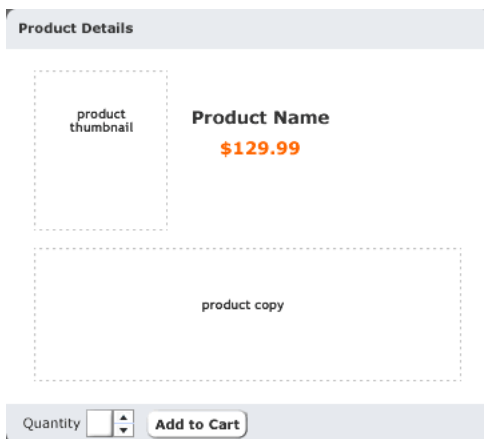 Product Details
product
thumbnail
Product Name
$129.99
product copy
Quantity
Add to Cart